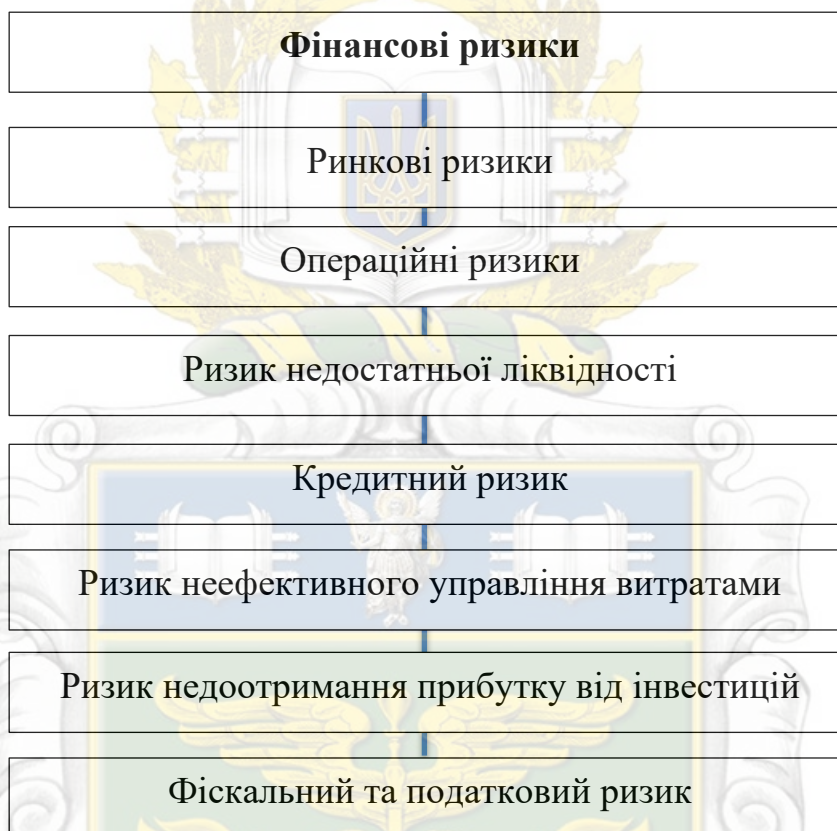 Фінансові ризики
Ринкові ризики
Операційні ризики
Ризик недостатньої ліквідності
Кредитний ризик
Ризик неефективного управління витратами
Ризик недоотримання прибутку від інвестицій
Фіскальний та податковий ризик